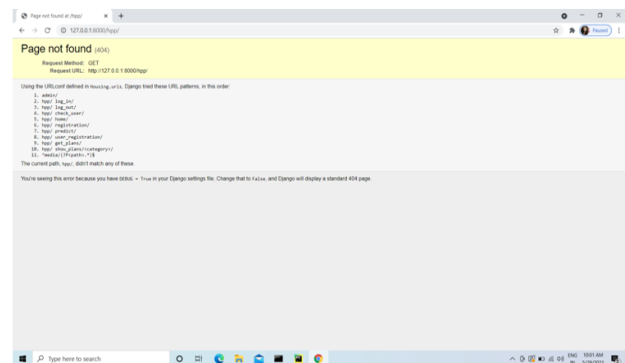 Page not found at /hpp/
127.0.0.1:8000/hpp/
Paused
Page not found (404)
Request Method: GET
Request URL: http://127.0.0.1:8000/hpp/
Using the URLconf defined in Housing.urls, Django tried these URL patterns, in this order:
1. admin/
2. hpp/ log_in/
3. hpp/ log_out/
4. hpp/ check_user/
5. hpp/ home/
6. hpp/ registration/
7. hpp/ predict/
8. hpp/ user_registration/
9. hpp/ get_plans/
10. hpp/ show_plans/<category>/
11. ^media/(?P<path>.*)$
The current path, hpp/, didn't match any of these.
You're seeing this error because you have DEBUG = True in your Django settings file. Change that to False, and Django will display a standard 404 page.
Type here to search
ENG
10:01 AM
IN